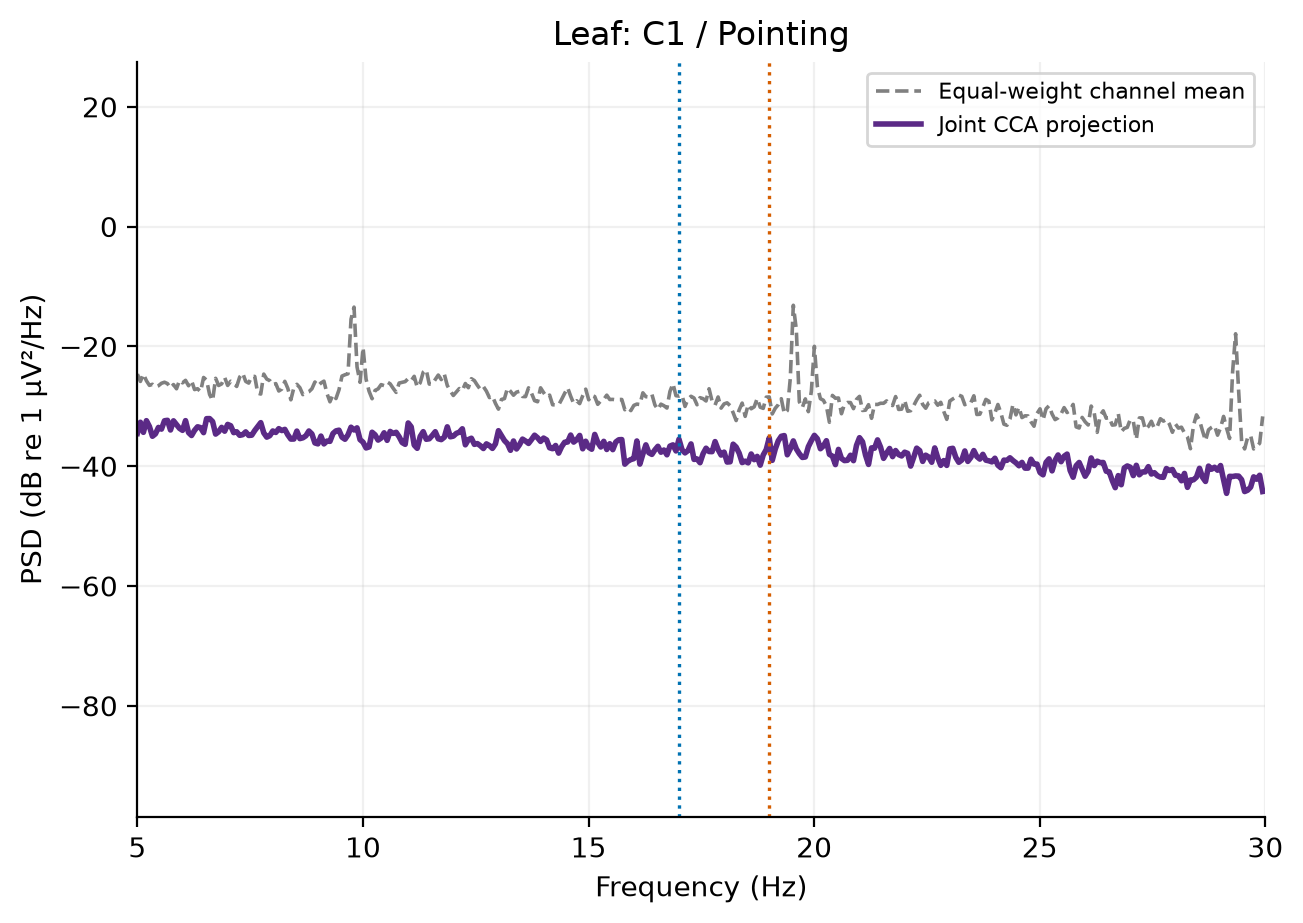 Leaf: C1 / Pointing
Equal-weight channel mean
Joint CCA projection
PSD (dB re 1 µV²/Hz)
20
0
−20
−40
−60
−80
5
10
15
20
25
30
Frequency (Hz)